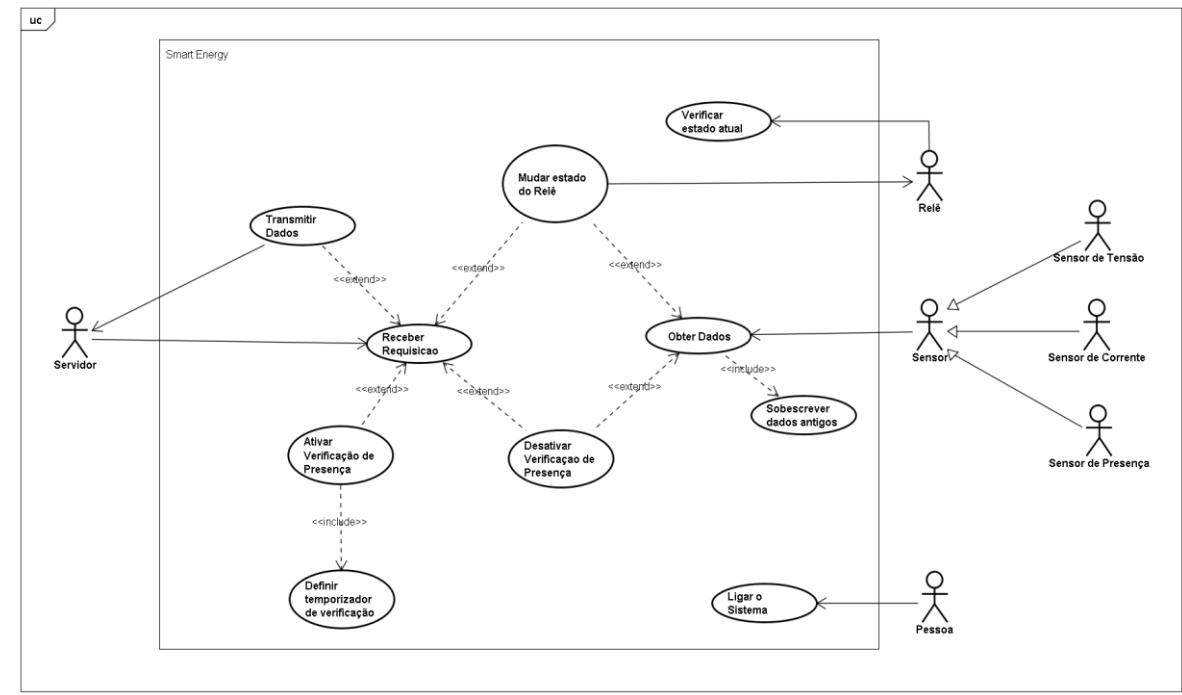 uc
Smart Energy
Verificar
estado atual
Mudar estado
do Relê
Relê
Transmitir
Dados
Sensor de Tensão
<<extend>>
<<extend>>
<<extend>>
Servidor
Receber
Requisicao
Obter Dados
Sensor
Sensor de Corrente
<<extend>>
<<extend>>
<<extend>>
<<include>>
Sobescrever
dados antigos
Ativar
Verificação de
Presença
Desativar
Verificaçao de
Presença
Sensor de Presença
<<include>>
Definir
temporizador
de verificação
Ligar o
Sistema
Pessoa